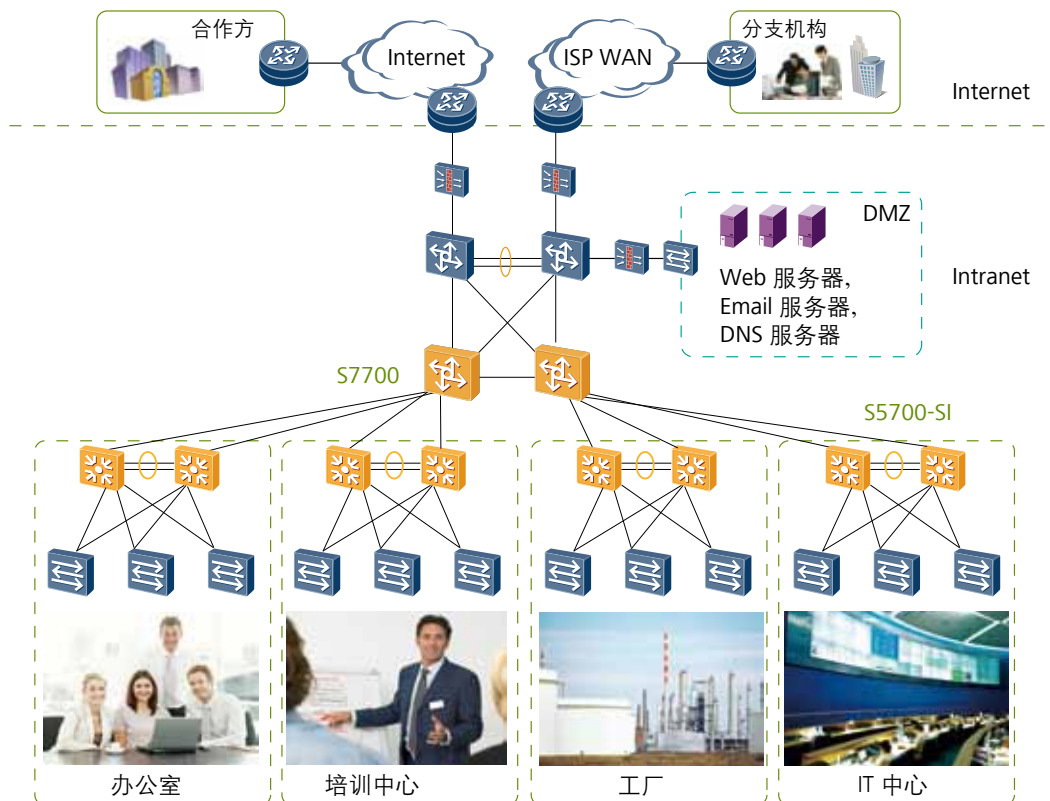 合作方
Internet
ISP WAN
分支机构
Internet
DMZ
Web 服务器,
Email 服务器,
DNS 服务器
Intranet
S7700
S5700-SI
办公室
培训中心
工厂
IT 中心